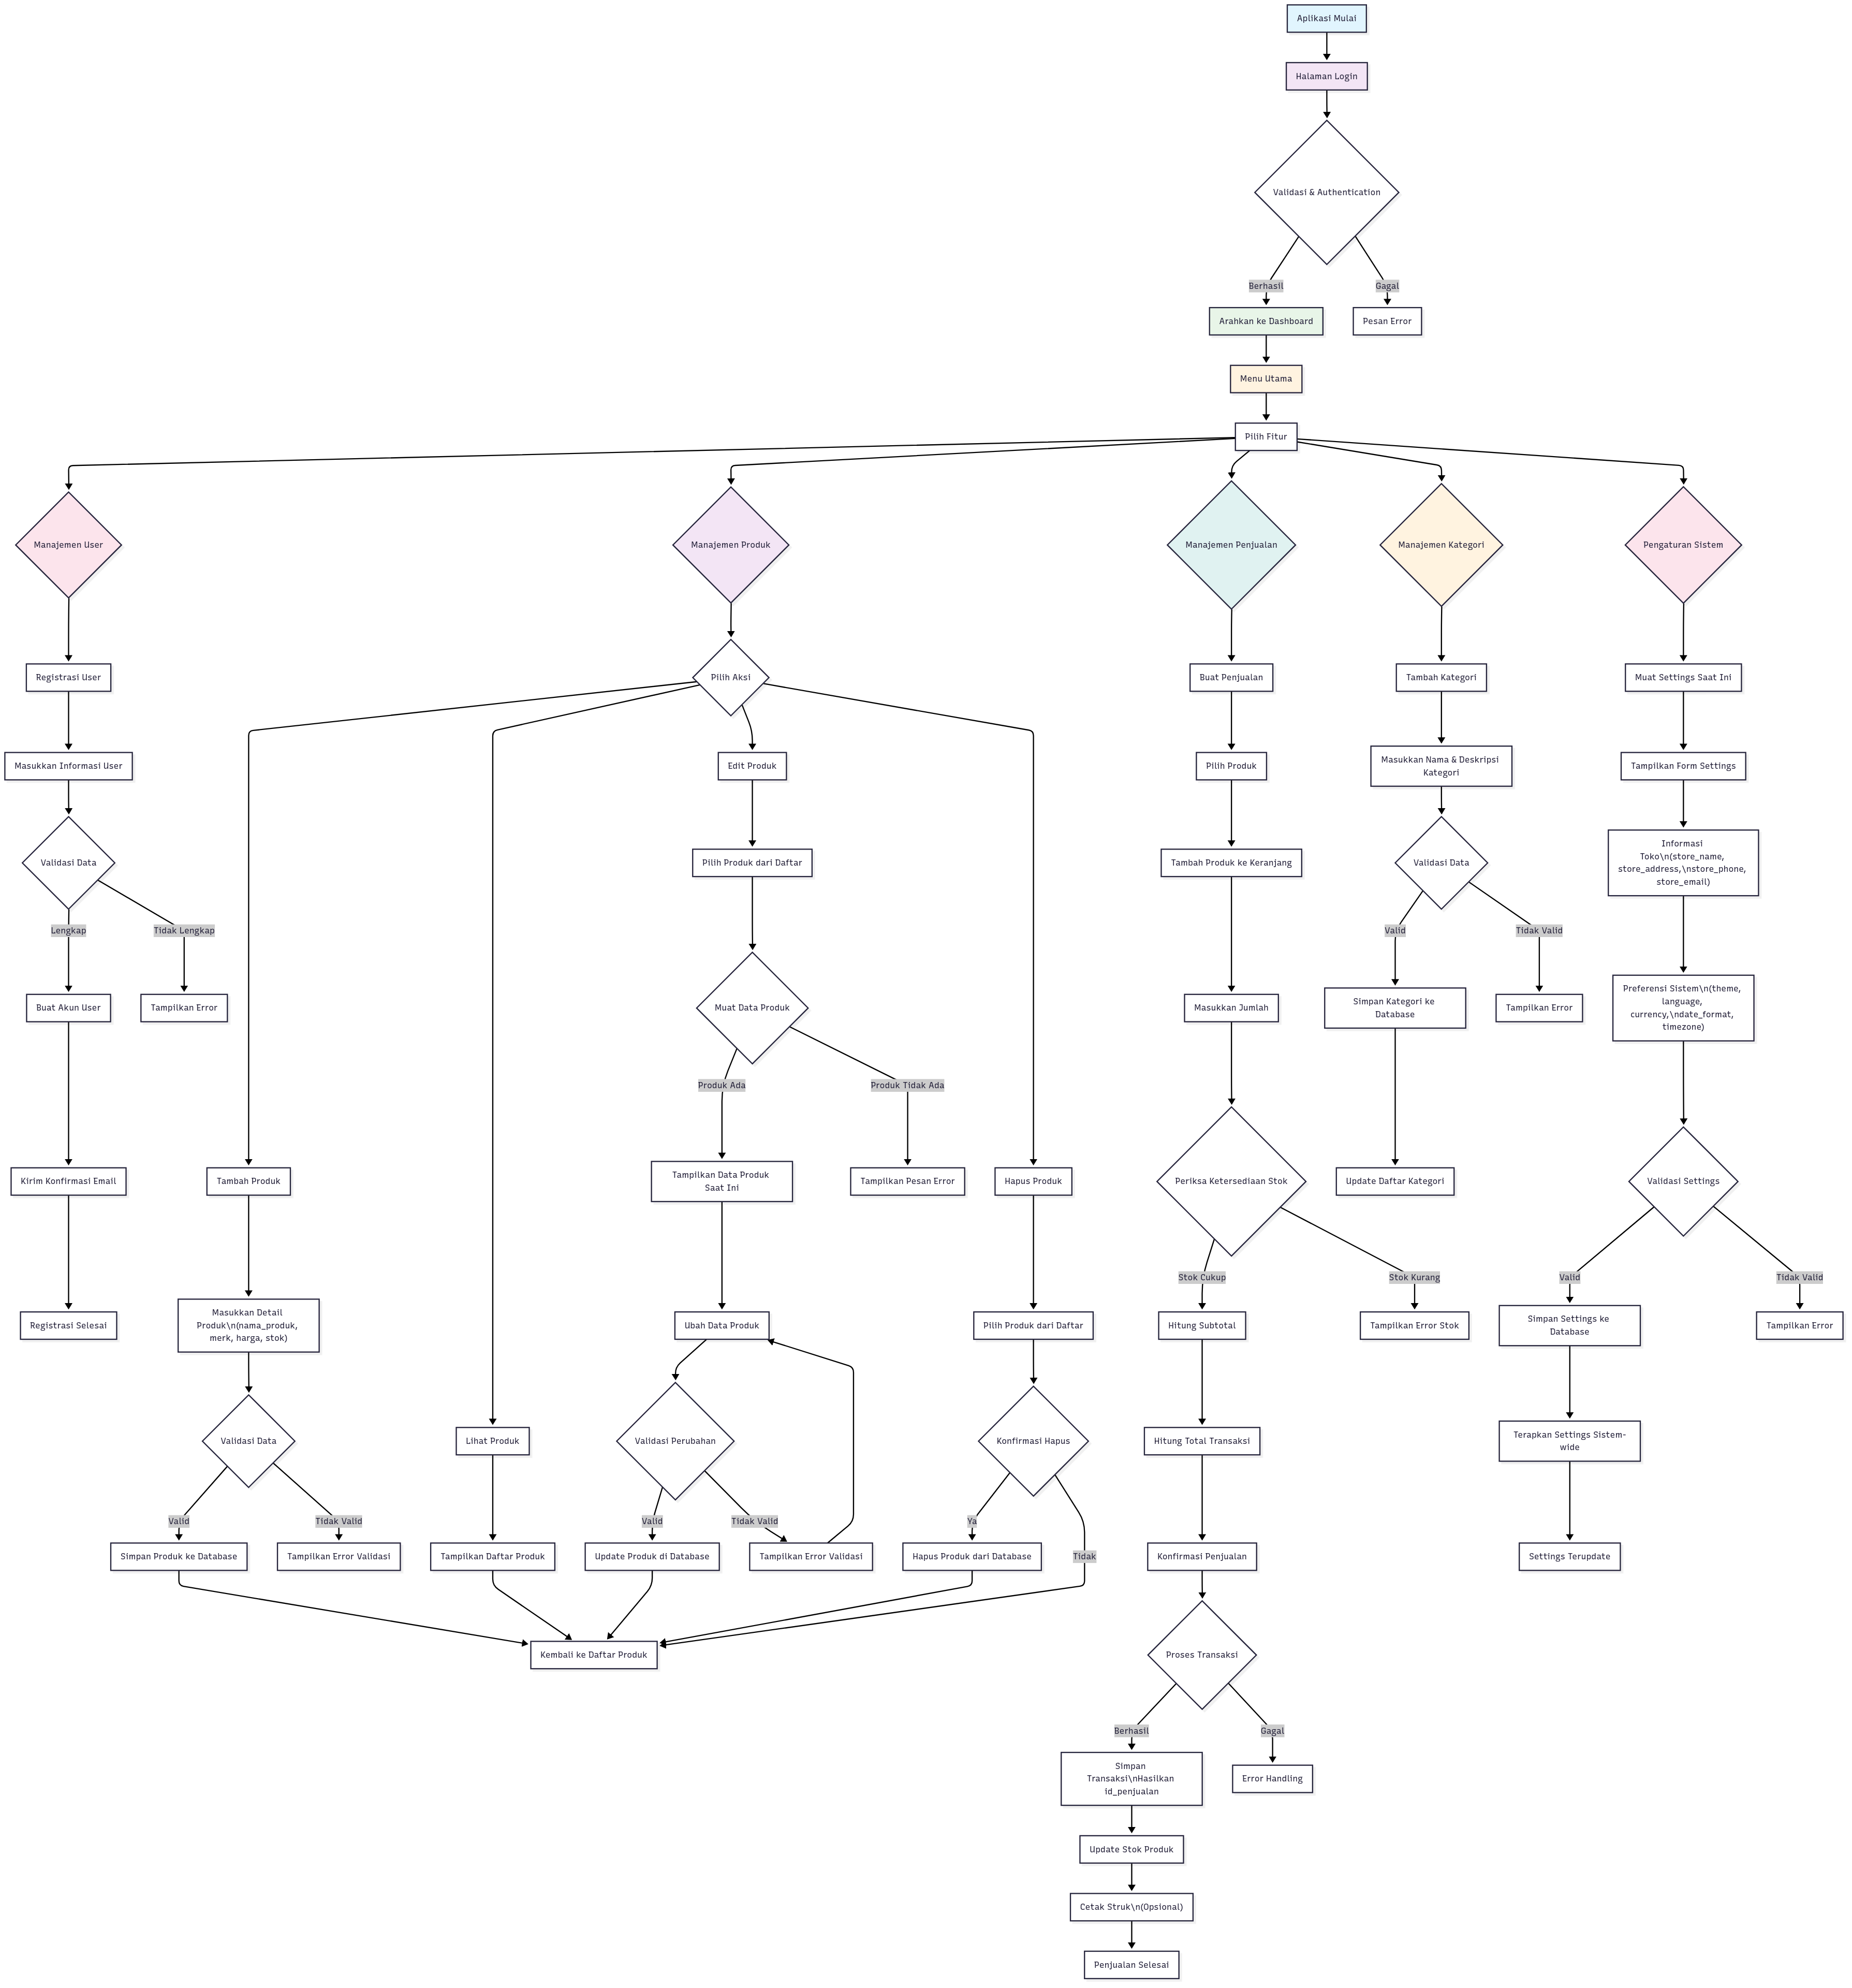 Aplikasi Mulai
Halaman Login
Validasi & Authentication
Berhasil
Gagal
Arahkan ke Dashboard
Pesan Error
Menu Utama
Pilih Fitur
Manajemen User
Manajemen Produk
Manajemen Penjualan
Manajemen Kategori
Pengaturan Sistem
Registrasi User
Pilih Aksi
Buat Penjualan
Tambah Kategori
Muat Settings Saat Ini
Masukkan Informasi User
Edit Produk
Pilih Produk
Masukkan Nama & Deskripsi
Kategori
Tampilkan Form Settings
Validasi Data
Pilih Produk dari Daftar
Tambah Produk ke Keranjang
Validasi Data
Informasi
Toko\n(store_name,
store_address,\nstore_phone,
store_email)
Lengkap
Tidak Lengkap
Valid
Tidak Valid
Buat Akun User
Tampilkan Error
Muat Data Produk
Masukkan Jumlah
Simpan Kategori ke
Database
Tampilkan Error
Preferensi Sistem\n(theme,
language,
currency,\ndate_format,
timezone)
Produk Ada
Produk Tidak Ada
Kirim Konfirmasi Email
Tambah Produk
Tampilkan Data Produk
Saat Ini
Tampilkan Pesan Error
Hapus Produk
Periksa Ketersediaan Stok
Update Daftar Kategori
Validasi Settings
Stok Cukup
Stok Kurang
Valid
Tidak Valid
Registrasi Selesai
Masukkan Detail
Produk\n(nama_produk,
merk, harga, stok)
Ubah Data Produk
Pilih Produk dari Daftar
Hitung Subtotal
Tampilkan Error Stok
Simpan Settings ke
Database
Tampilkan Error
Validasi Data
Lihat Produk
Validasi Perubahan
Konfirmasi Hapus
Hitung Total Transaksi
Terapkan Settings Sistem-
wide
Valid
Tidak Valid
Valid
Tidak Valid
Ya
Simpan Produk ke Database
Tampilkan Error Validasi
Tampilkan Daftar Produk
Update Produk di Database
Tampilkan Error Validasi
Hapus Produk dari Database
Tidak
Konfirmasi Penjualan
Settings Terupdate
Kembali ke Daftar Produk
Proses Transaksi
Berhasil
Gagal
Simpan
Transaksi\nHasilkan
id_penjualan
Error Handling
Update Stok Produk
Cetak Struk\n(Opsional)
Penjualan Selesai